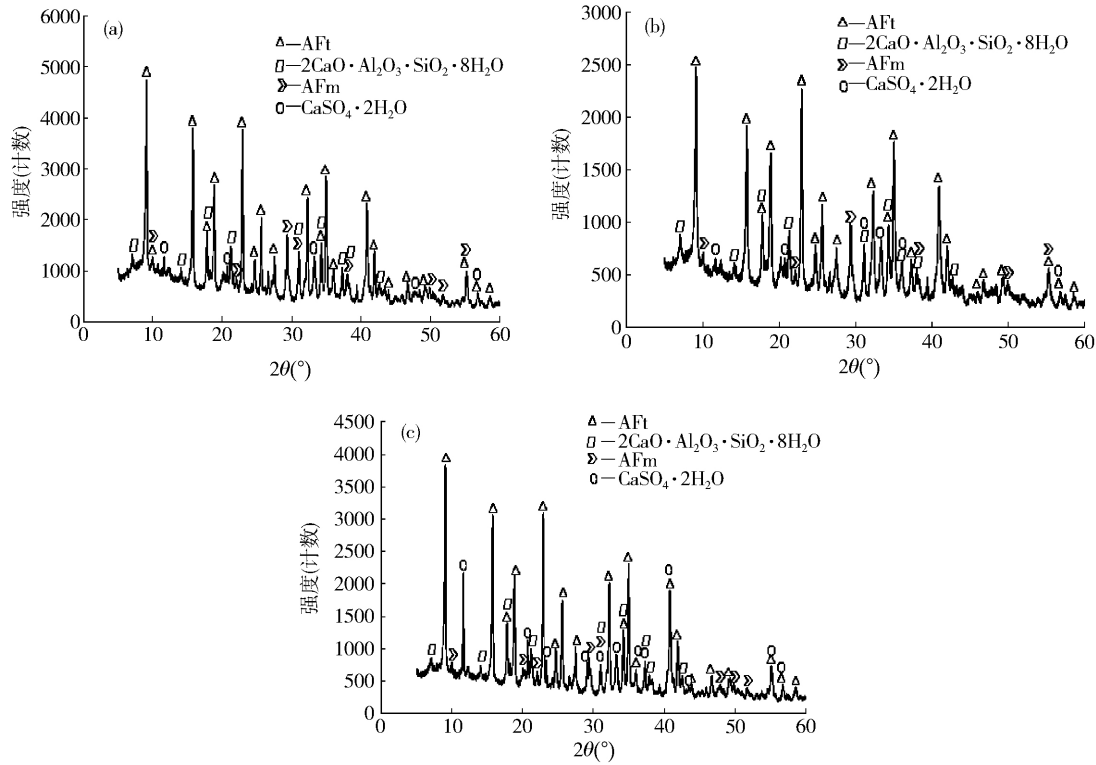 (a)
△—AFt
▱—2CaO·Al₂O₃·SiO₂·8H₂O
AFm
CaSO₄·2H₂O
6000
5000
4000
3000
2000
1000
0
强度(计数)
0 10 20 30 40 50 60
2θ(°)
(b)
△—AFt
▱—2CaO·Al₂O₃·SiO₂·8H₂O
AFm
CaSO₄·2H₂O
3000
2500
2000
1500
1000
500
0
强度(计数)
0 10 20 30 40 50 60
2θ(°)
(c)
△—AFt
▱—2CaO·Al₂O₃·SiO₂·8H₂O
AFm
CaSO₄·2H₂O
4500
4000
3500
3000
2500
2000
1500
1000
500
0
强度(计数)
0 10 20 30 40 50 60
2θ(°)